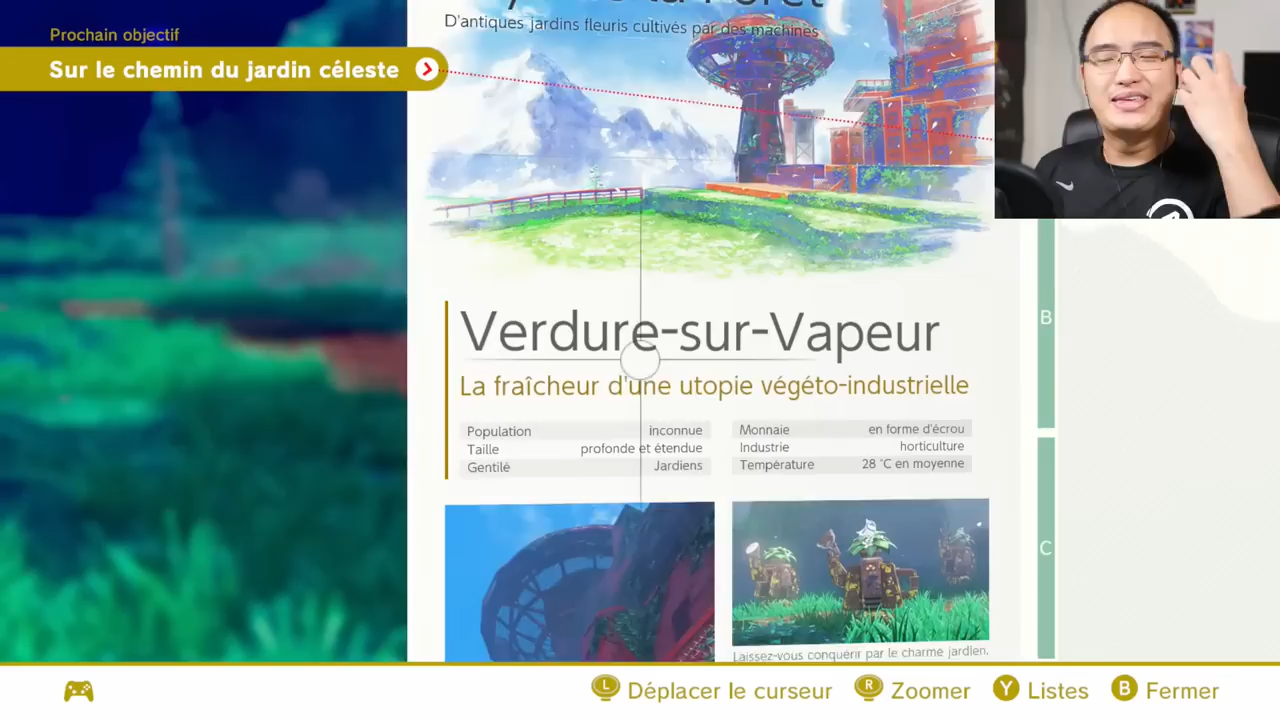 Prochain objectif
Sur le chemin du jardin céleste
D'antiques jardins fleuris cultivés par des machines
Verdure-sur-Vapeur
La fraîcheur d'une utopie végéto-industrielle
Population inconnue
Taille profonde et étendue
Gentilé Jardiens
Monnaie en forme d'écrou
Industrie horticulture
Température 28 °C en moyenne
B
C
Laissez-vous conquérir par le charme jardien.
L Déplacer le curseur R Zoomer Y Listes B Fermer